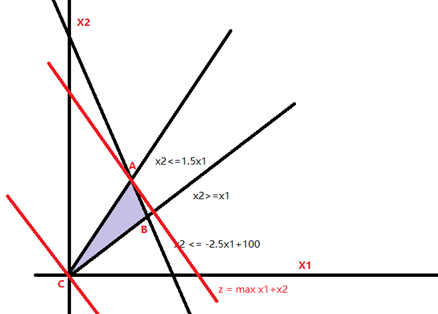 X2
A
x2<=1.5x1
x2>=x1
B
x2 <= -2.5x1+100
X1
C
z = max x1+x2